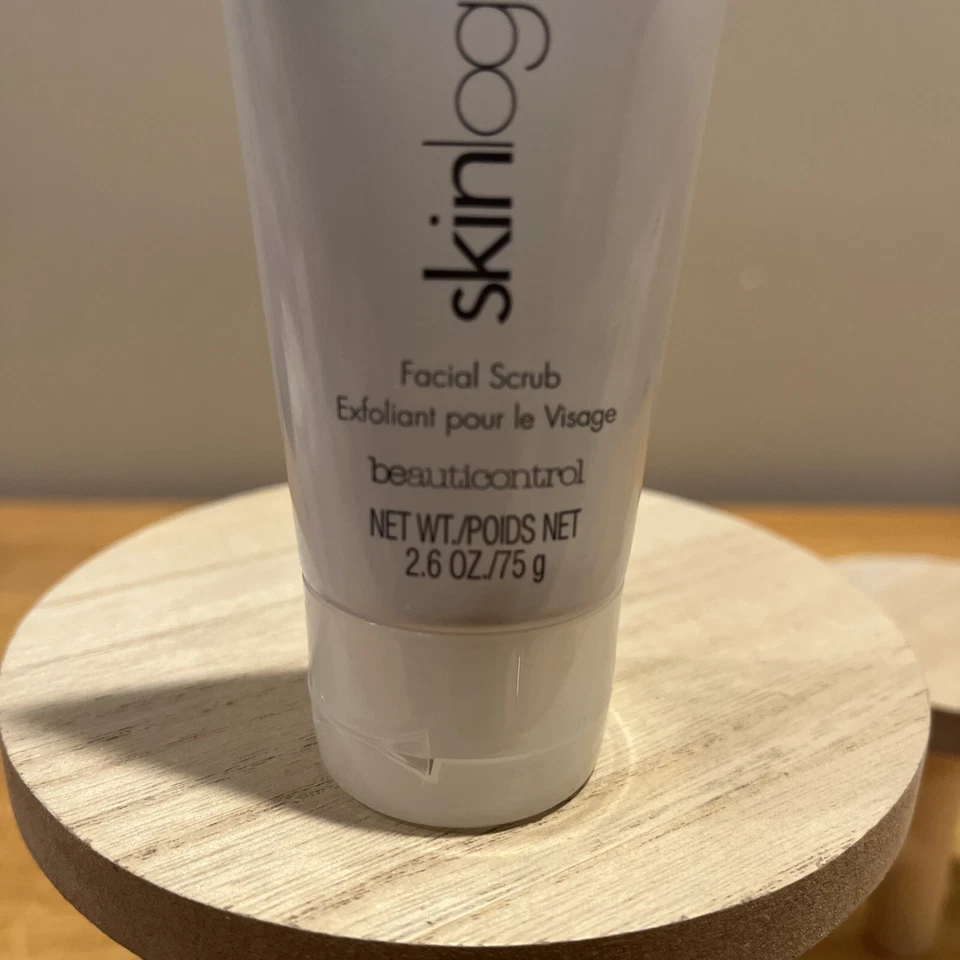 skinlog
Facial Scrub
Exfoliant pour le Visage
beauticontrol
NET WT./POIDS NET
2.6 OZ./75 g